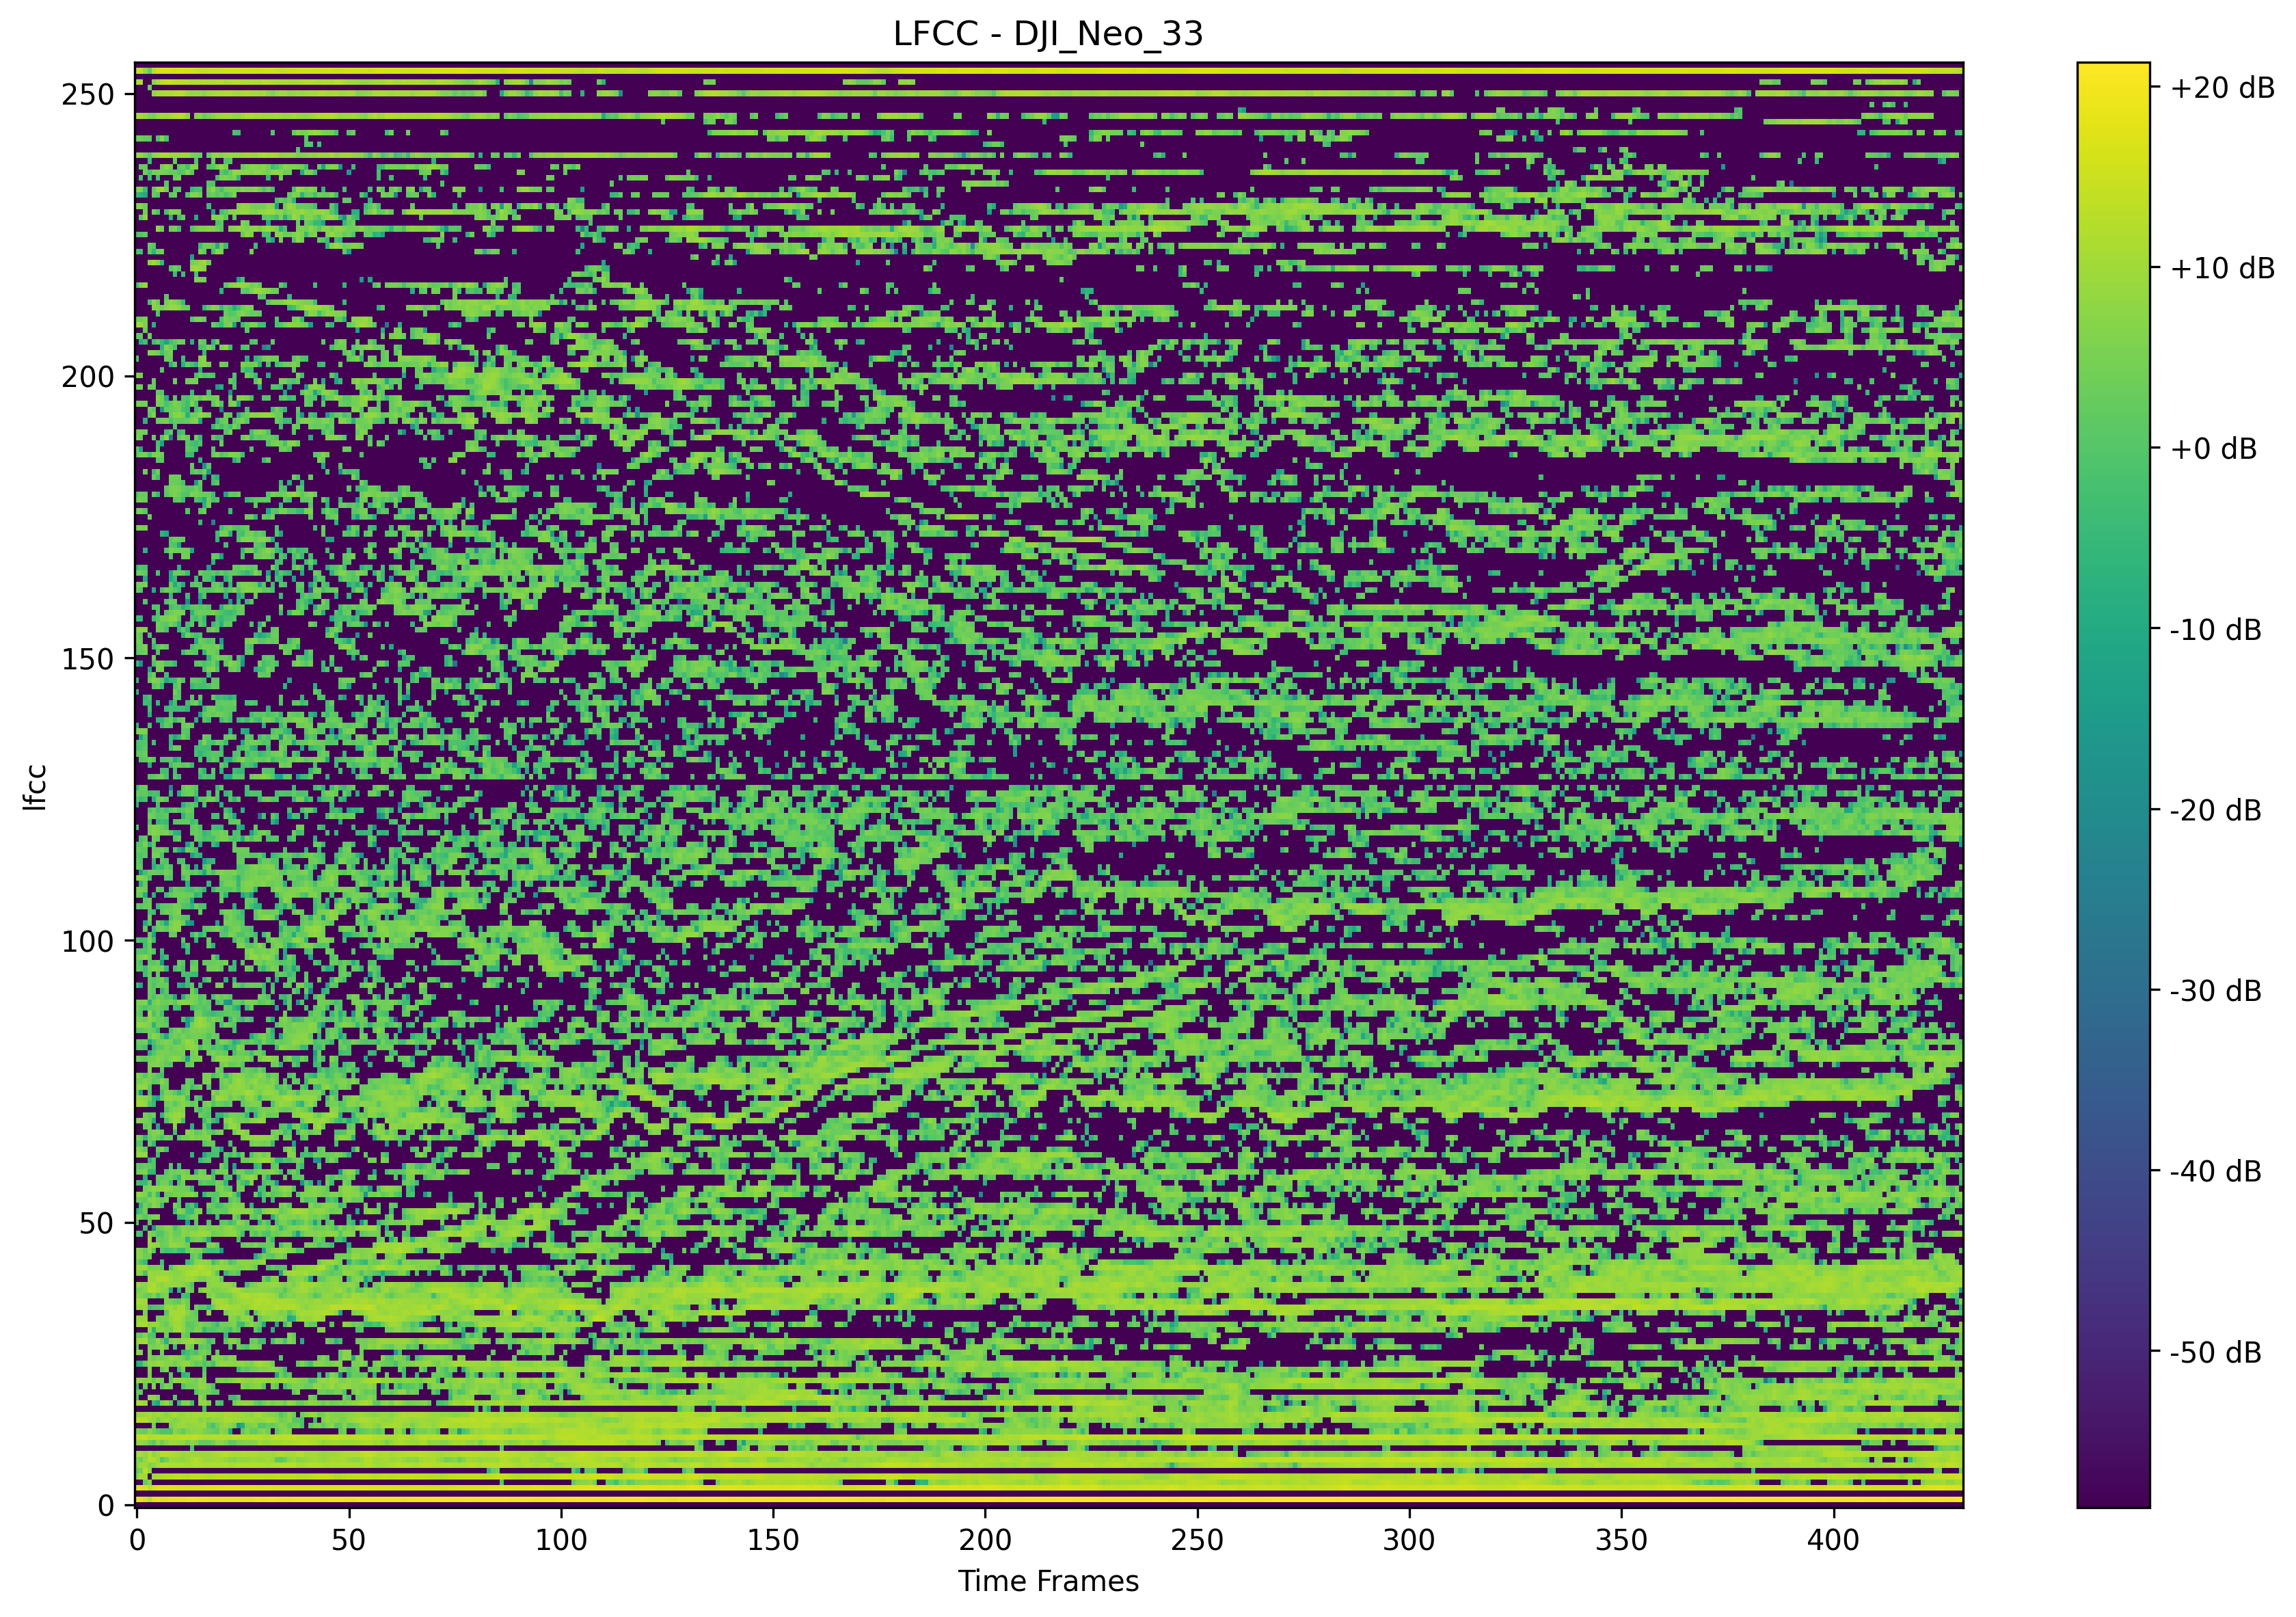 LFCC - DJI_Neo_33
250
200
150
100
50
0
lfcc
0 50 100 150 200 250 300 350 400
Time Frames
+20 dB
+10 dB
+0 dB
-10 dB
-20 dB
-30 dB
-40 dB
-50 dB